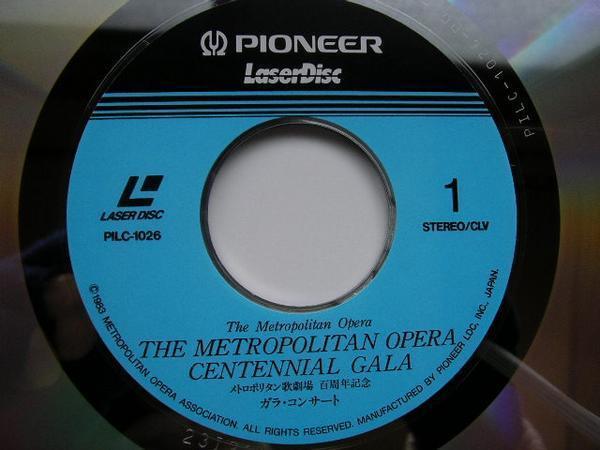 PIONEER
LaserDisc
LASER DISC
PILC-1026
1
STEREO/CLV
The Metropolitan Opera
THE METROPOLITAN OPERA
CENTENNIAL GALA
メトロポリタン歌劇場 百周年記念
ガラ・コンサート
©1983 METROPOLITAN OPERA ASSOCIATION. ALL RIGHTS RESERVED. MANUFACTURED BY PIONEER LDC, INC., JAPAN.